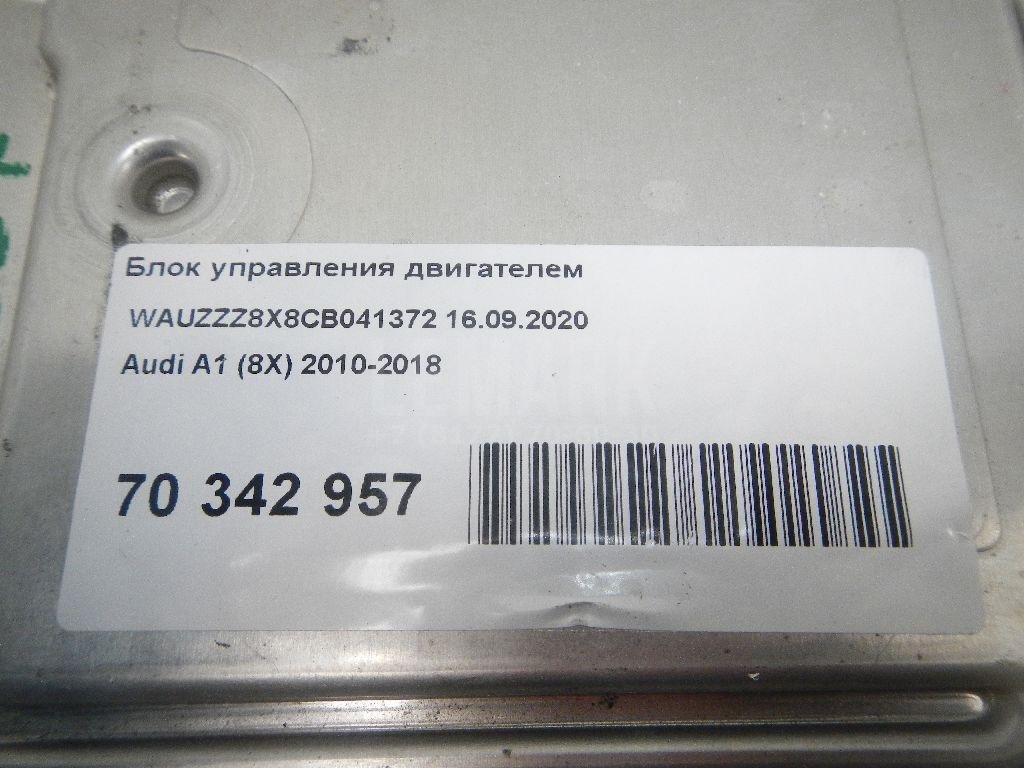 Блок управления двигателем
WAUZZZ8X8CB041372 16.09.2020
Audi A1 (8X) 2010-2018
70 342 957